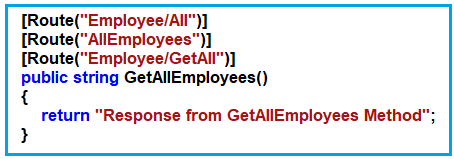 [Route("Employee/All")]
[Route("AllEmployees")]
[Route("Employee/GetAll")]
public string GetAllEmployees()
{
return "Response from GetAllEmployees Method";
}